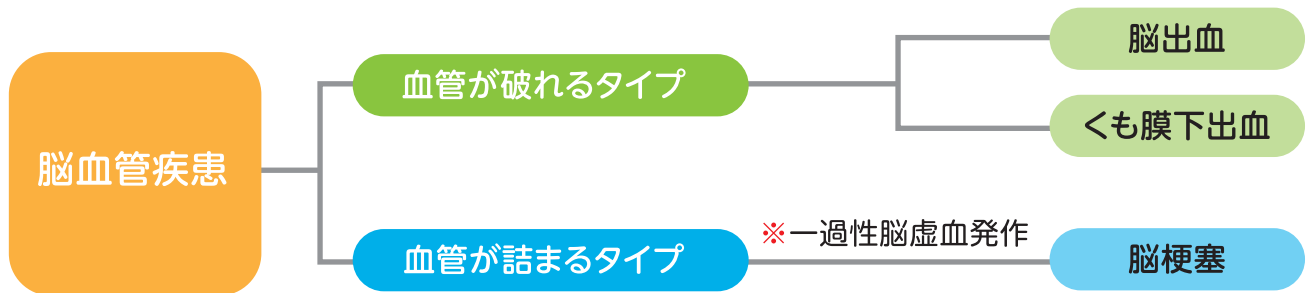 脳血管疾患
血管が破れるタイプ
脳出血
くも膜下出血
血管が詰まるタイプ
※一過性脳虚血発作
脳梗塞